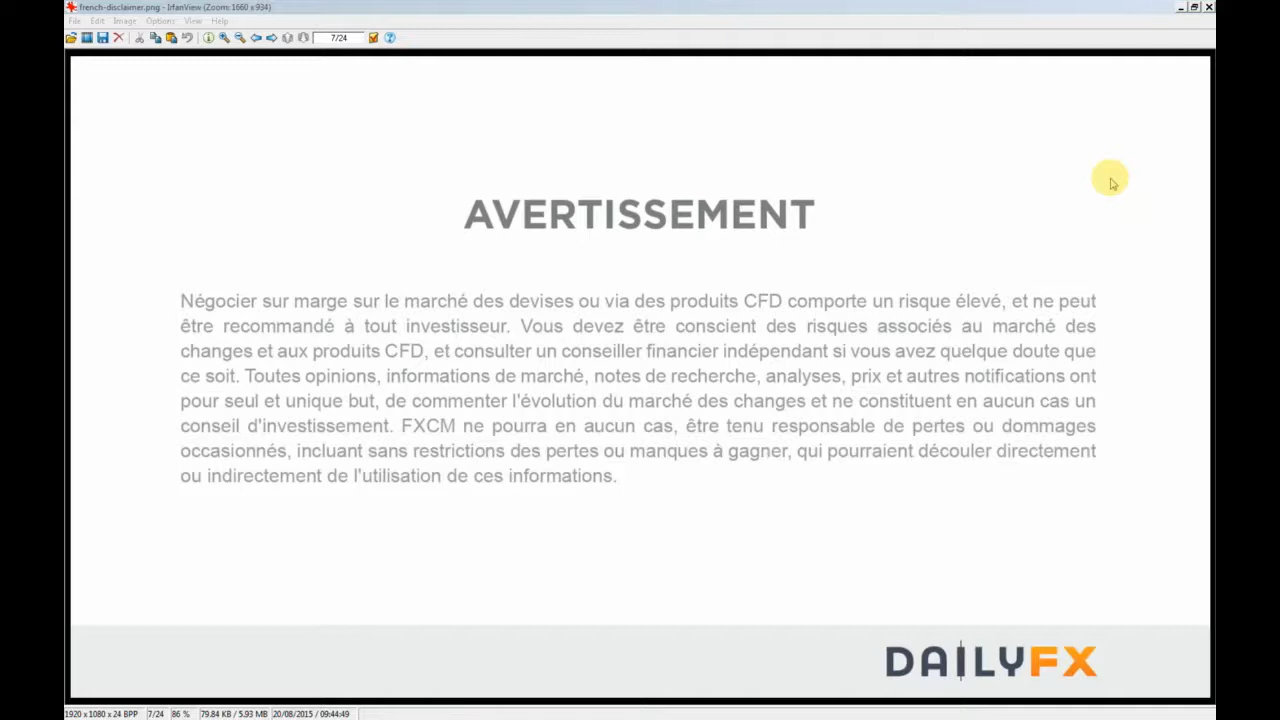 french-disclaimer.png - IrfanView (Zoom: 1660 x 934)
File Edit Image Options View Help
7/24
AVERTISSEMENT
Négocier sur marge sur le marché des devises ou via des produits CFD comporte un risque élevé, et ne peut
être recommandé à tout investisseur. Vous devez être conscient des risques associés au marché des
changes et aux produits CFD, et consulter un conseiller financier indépendant si vous avez quelque doute que
ce soit. Toutes opinions, informations de marché, notes de recherche, analyses, prix et autres notifications ont
pour seul et unique but, de commenter l'évolution du marché des changes et ne constituent en aucun cas un
conseil d'investissement. FXCM ne pourra en aucun cas, être tenu responsable de pertes ou dommages
occasionnés, incluant sans restrictions des pertes ou manques à gagner, qui pourraient découler directement
ou indirectement de l'utilisation de ces informations.
DAILYFX
1920 x 1080 x 24 BPP 7/24 86 % 79.84 KB / 5.93 MB 20/08/2015 / 09:44:49